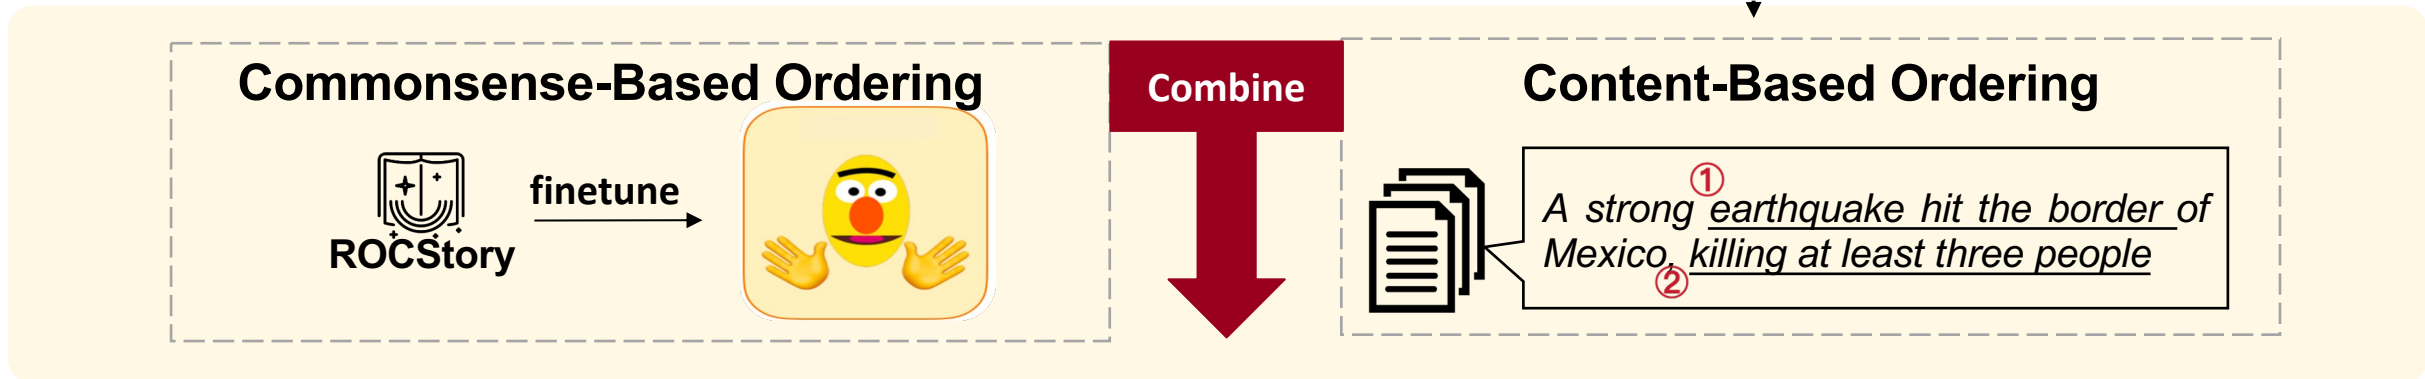 Commonsense-Based Ordering
ROCStory
finetune
Combine
Content-Based Ordering
①
A strong earthquake hit the border of
Mexico, killing at least three people
②